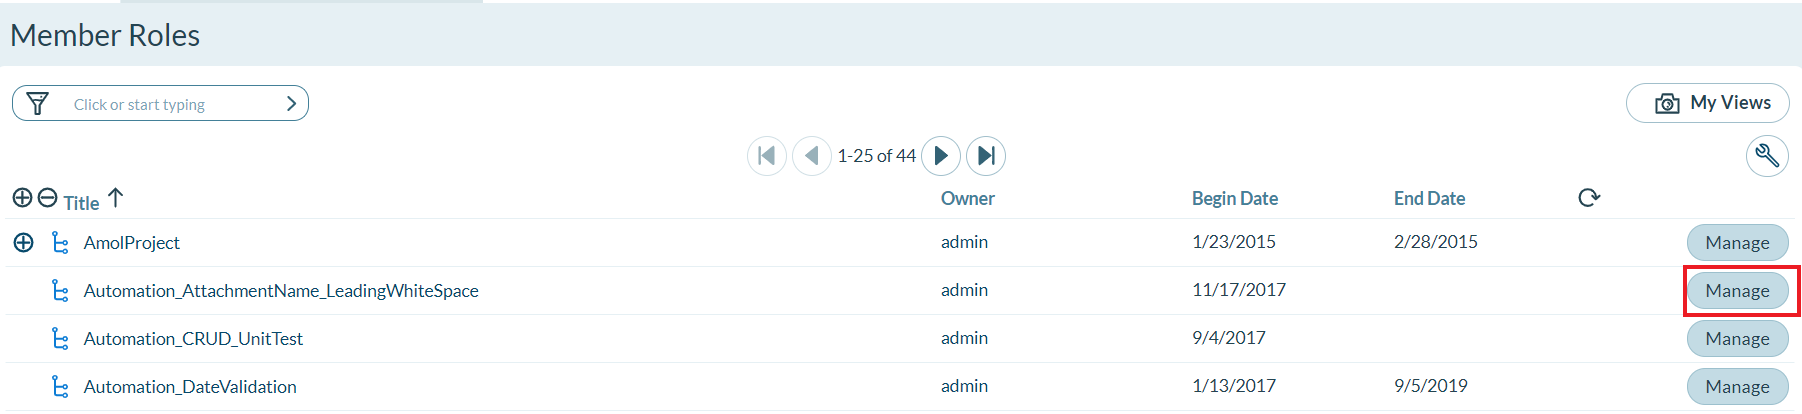 Member Roles
Click or start typing
My Views
1-25 of 44
Title Owner Begin Date End Date
AmolProject admin 1/23/2015 2/28/2015 Manage
Automation_AttachmentName_LeadingWhiteSpace admin 11/17/2017 Manage
Automation_CRUD_UnitTest admin 9/4/2017 Manage
Automation_DateValidation admin 1/13/2017 9/5/2019 Manage